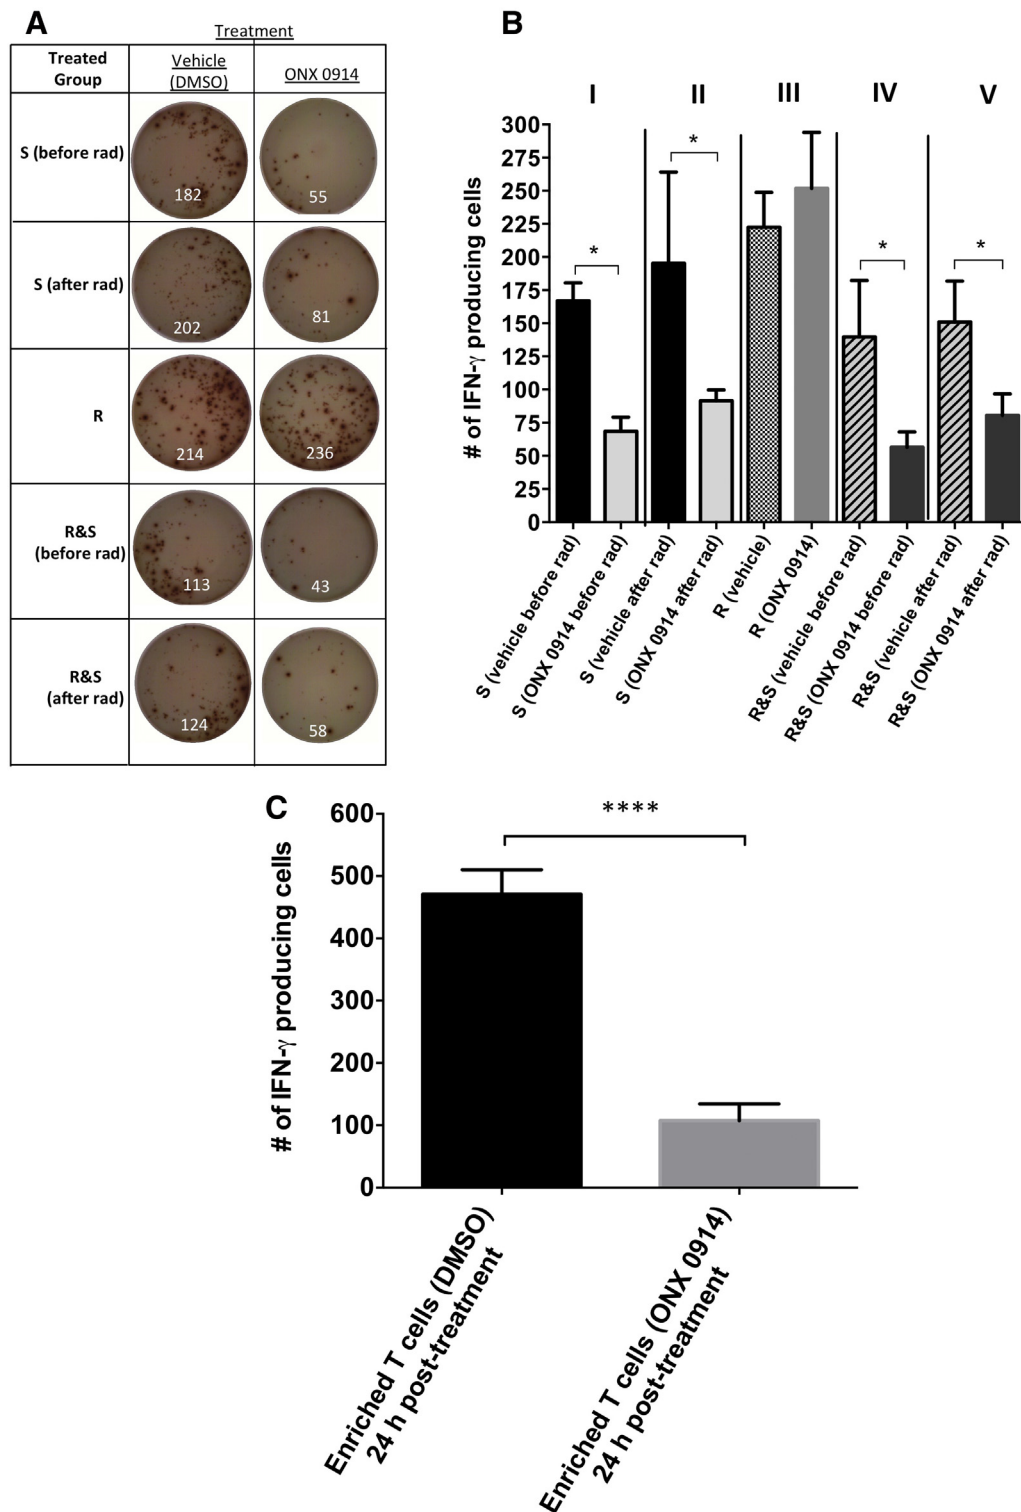 A
Treatment
Treated
Group
Vehicle
(DMSO)
ONX 0914
S (before rad)
182
55
S (after rad)
202
81
R
214
236
R&S
(before rad)
113
43
R&S
(after rad)
124
58
B
I II III IV V
# of IFN-γ producing cells
300
275
250
225
200
175
150
125
100
75
50
25
0
*
*
*
*
S (vehicle before rad)
S (ONX 0914 before rad)
S (vehicle after rad)
S (ONX 0914 after rad)
R (vehicle)
R (ONX 0914)
R&S (vehicle before rad)
R&S (ONX 0914 before rad)
R&S (vehicle after rad)
R&S (ONX 0914 after rad)
C
# of IFN-γ producing cells
600
500
400
300
200
100
0
****
Enriched T cells (DMSO)
24 h post-treatment
Enriched T cells (ONX 0914)
24 h post-treatment